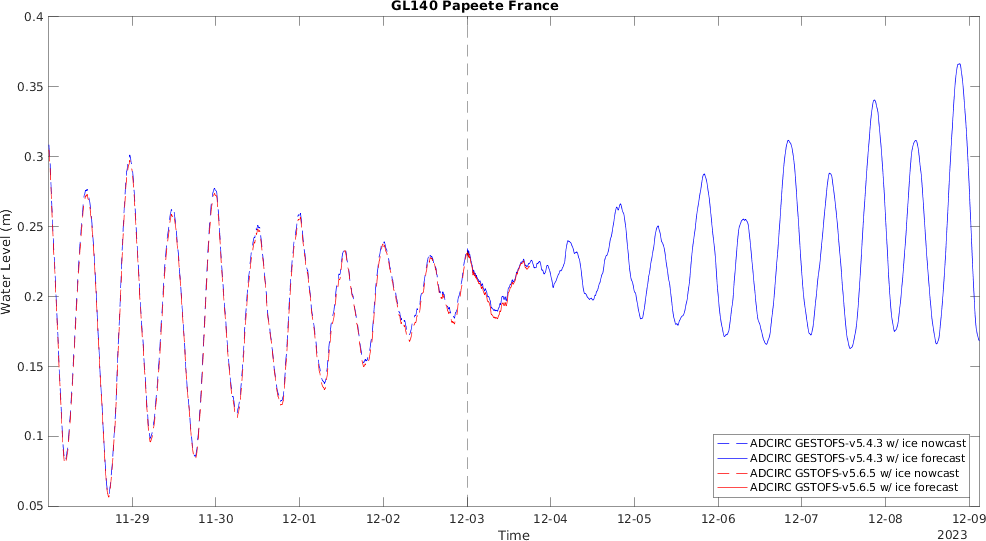 GL140 Papeete France
0.4
0.35
0.3
0.25
0.2
0.15
0.1
0.05
Water Level (m)
11-29 11-30 12-01 12-02 12-03 12-04 12-05 12-06 12-07 12-08 12-09
2023
Time
ADCIRC GESTOFS-v5.4.3 w/ ice nowcast
ADCIRC GESTOFS-v5.4.3 w/ ice forecast
ADCIRC GSTOFS-v5.6.5 w/ ice nowcast
ADCIRC GSTOFS-v5.6.5 w/ ice forecast